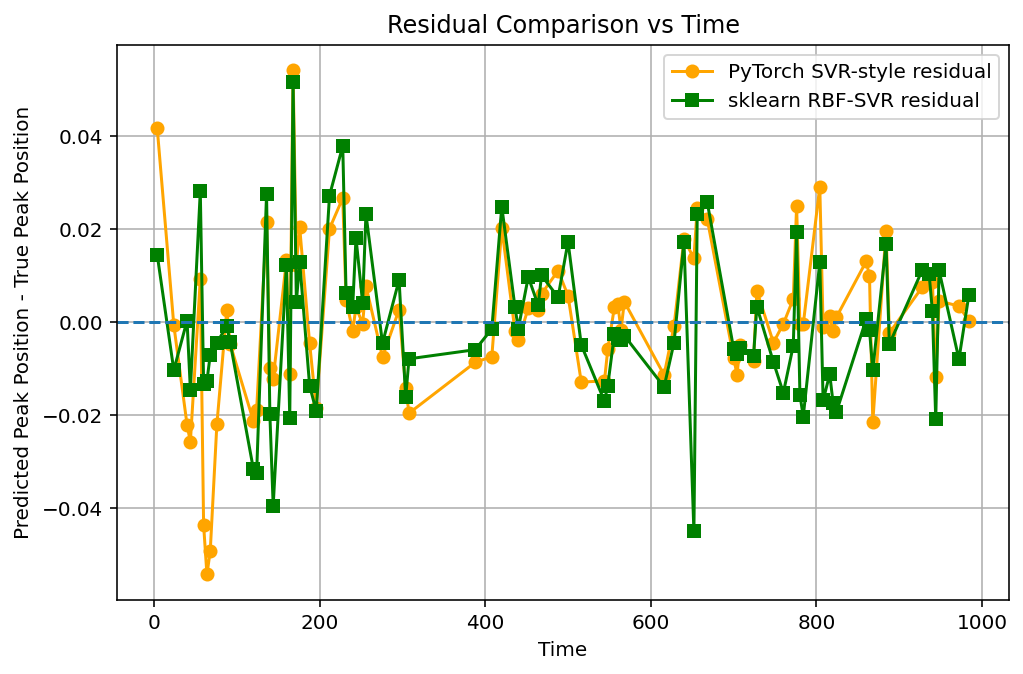 Residual Comparison vs Time
PyTorch SVR-style residual
sklearn RBF-SVR residual
Predicted Peak Position - True Peak Position
0.04
0.02
0.00
−0.02
−0.04
0 200 400 600 800 1000
Time